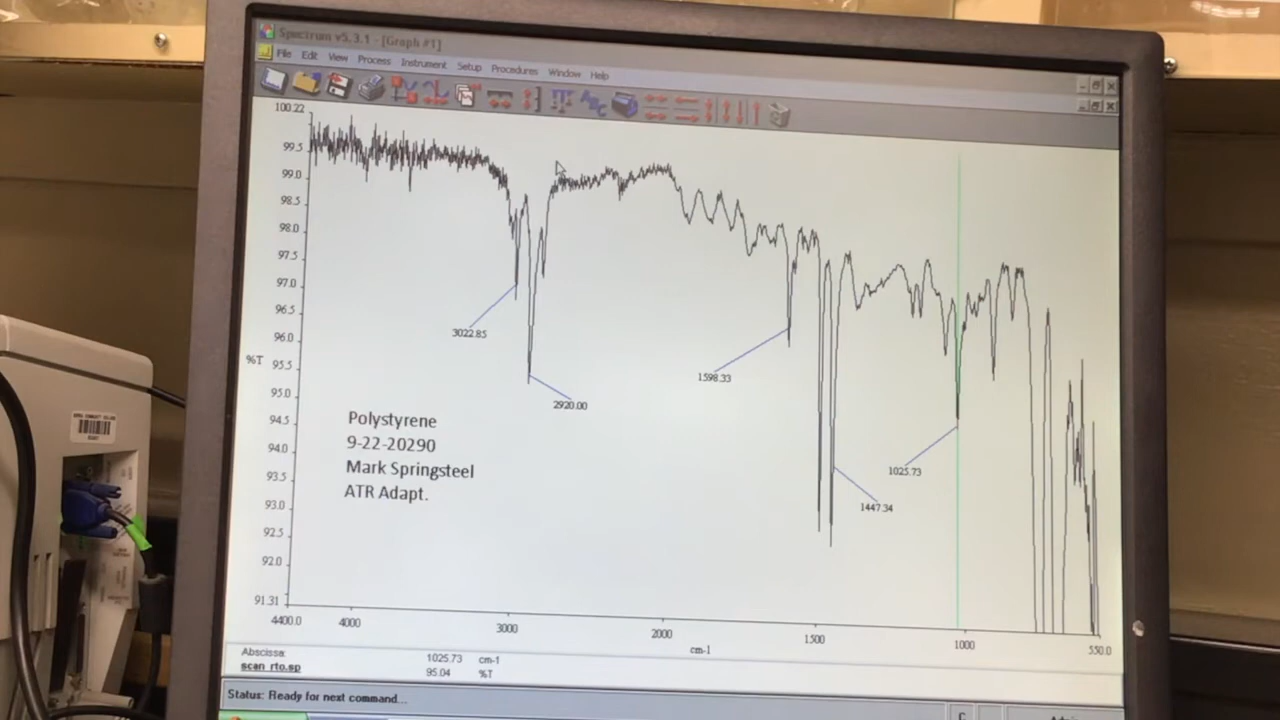 Spectrum v5.3.1 - [Graph #1]
File Edit View Process Instrument Setup Procedures Window Help
ABC
100.22
99.5
99.0
98.5
98.0
97.5
97.0
96.5
96.0
%T
95.5
95.0
94.5
94.0
93.5
93.0
92.5
92.0
91.31
3022.85
2920.00
1598.33
1025.73
1447.34
Polystyrene
9-22-20290
Mark Springsteel
ATR Adapt.
4400.0 4000 3000 2000 1500 1000 550.0
cm-1
Abscissa: 1025.73 cm-1
scan_rto.sp 95.04 %T
Status: Ready for next command...